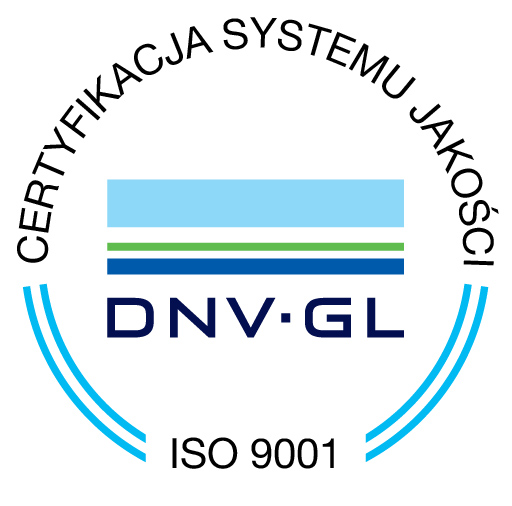 CERTYFIKACJA SYSTEMU JAKOŚCI
DNV·GL
ISO 9001